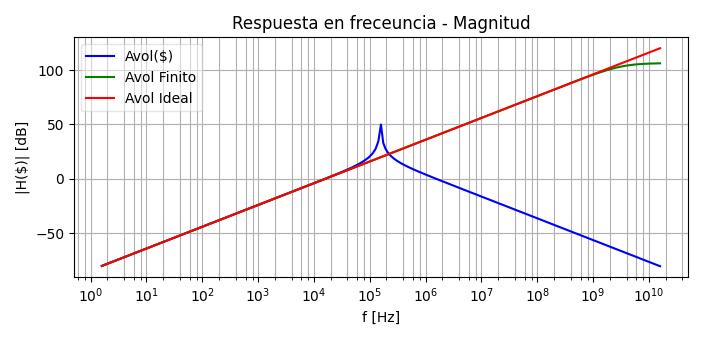 Respuesta en freceuncia - Magnitud
Avol($)
Avol Finito
Avol Ideal
|H($)| [dB]
100
50
0
−50
10^0 10^1 10^2 10^3 10^4 10^5 10^6 10^7 10^8 10^9 10^10
f [Hz]